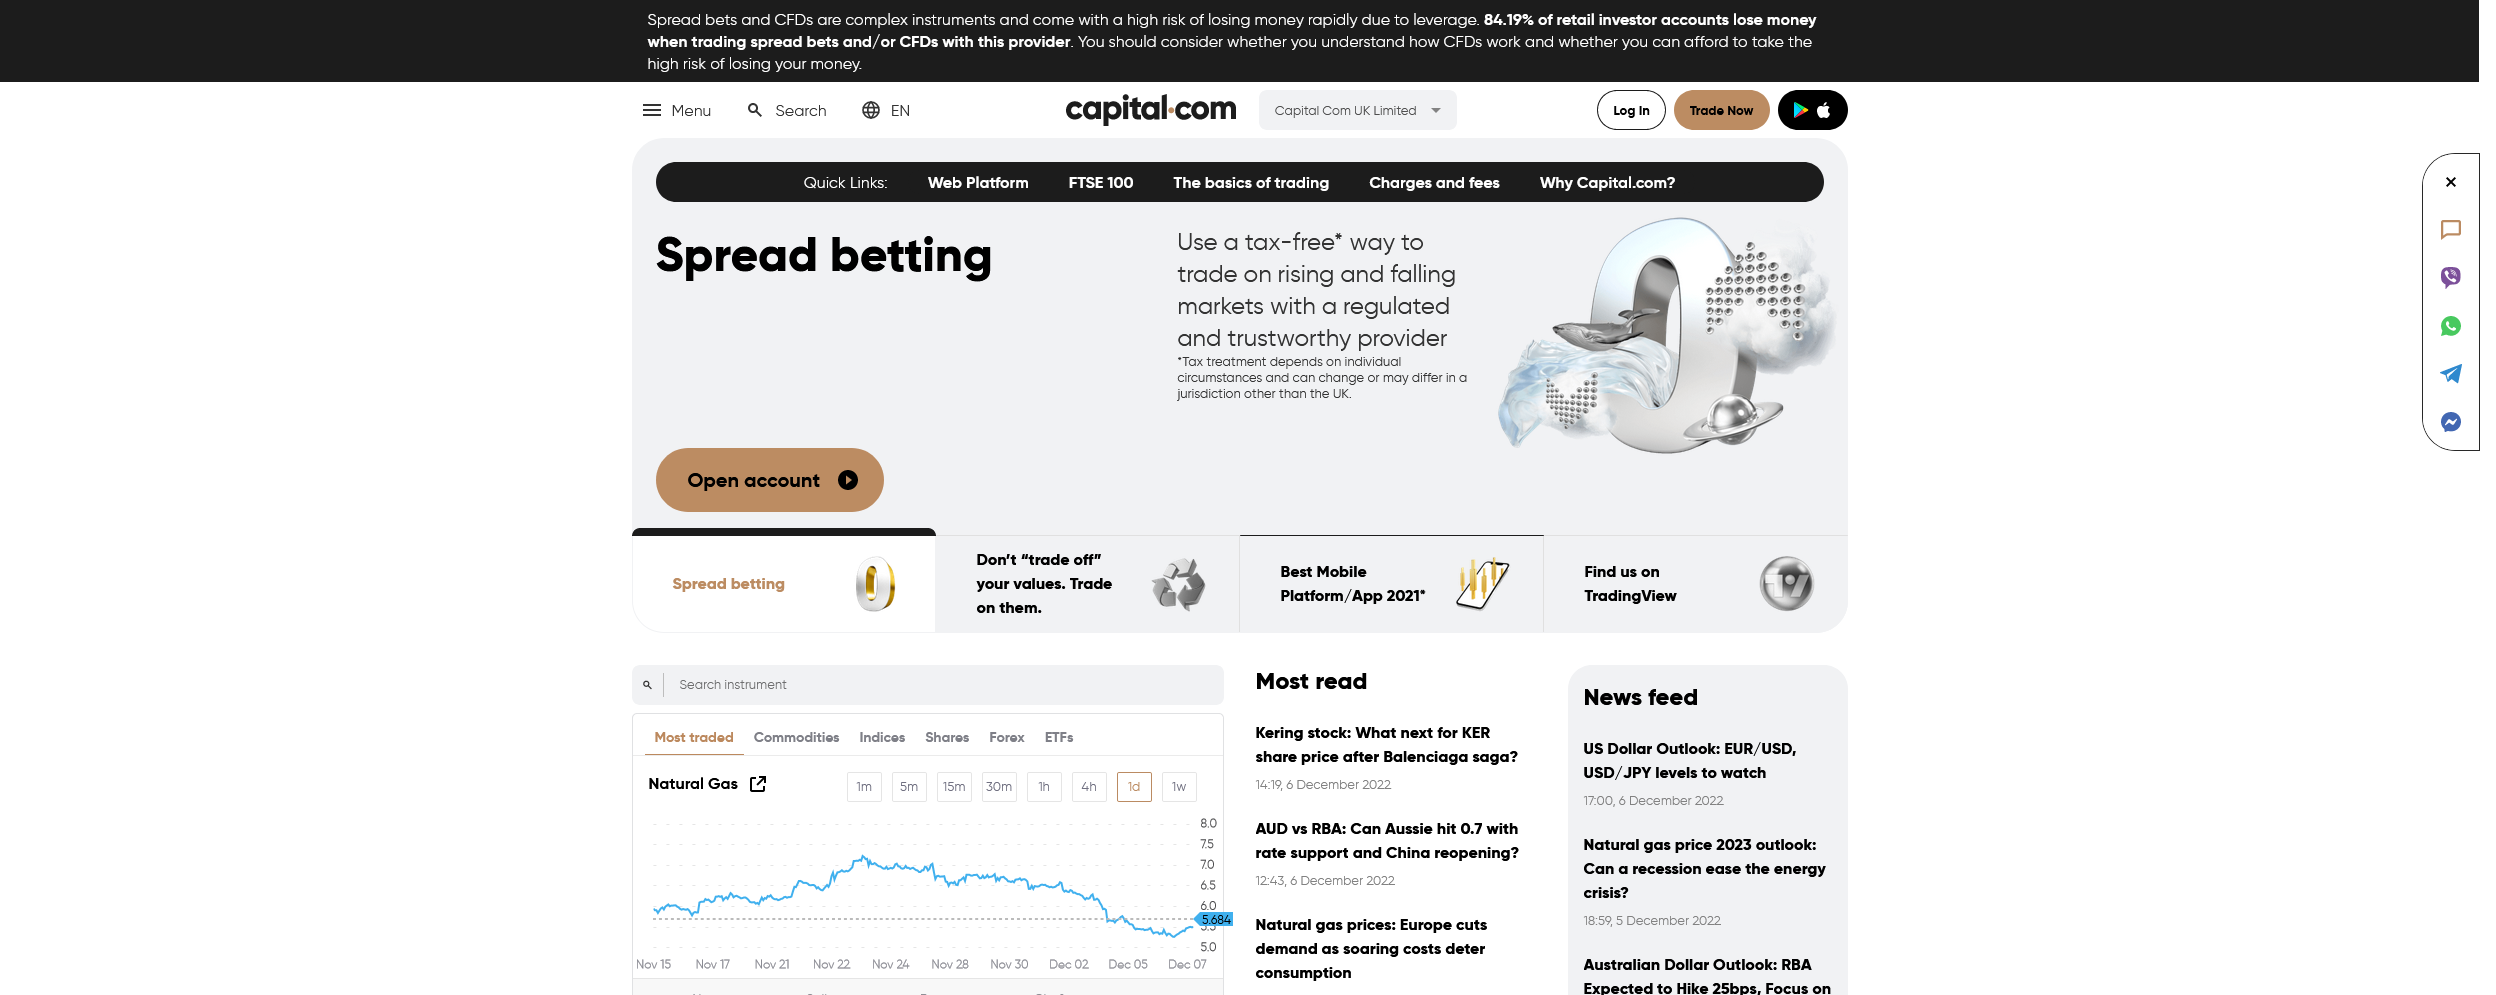 Spread bets and CFDs are complex instruments and come with a high risk of losing money rapidly due to leverage. 84.19% of retail investor accounts lose money
when trading spread bets and/or CFDs with this provider. You should consider whether you understand how CFDs work and whether you can afford to take the
high risk of losing your money.
Menu
Search
EN
capital.com
Capital Com UK Limited
Log In
Trade Now
Quick Links:
Web Platform
FTSE 100
The basics of trading
Charges and fees
Why Capital.com?
Spread betting
Use a tax-free* way to
trade on rising and falling
markets with a regulated
and trustworthy provider
*Tax treatment depends on individual
circumstances and can change or may differ in a
jurisdiction other than the UK.
Open account
Spread betting
Don't “trade off”
your values. Trade
on them.
Best Mobile
Platform/App 2021*
Find us on
TradingView
Search instrument
Most traded
Commodities
Indices
Shares
Forex
ETFs
Natural Gas
1m
5m
15m
30m
1h
4h
1d
1w
8.0
7.5
7.0
6.5
6.0
5.684
5.5
5.0
Nov 15
Nov 17
Nov 21
Nov 22
Nov 24
Nov 28
Nov 30
Dec 02
Dec 05
Dec 07
Most read
Kering stock: What next for KER
share price after Balenciaga saga?
14:19, 6 December 2022
AUD vs RBA: Can Aussie hit 0.7 with
rate support and China reopening?
12:43, 6 December 2022
Natural gas prices: Europe cuts
demand as soaring costs deter
consumption
News feed
US Dollar Outlook: EUR/USD,
USD/JPY levels to watch
17:00, 6 December 2022
Natural gas price 2023 outlook:
Can a recession ease the energy
crisis?
18:59, 5 December 2022
Australian Dollar Outlook: RBA
Expected to Hike 25bps, Focus on